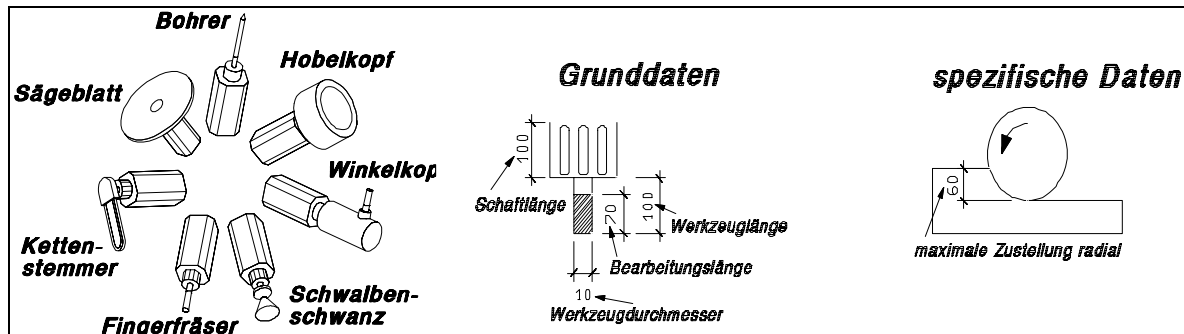 Bohrer
Hobelkopf
Sägeblatt
Winkelkop
Ketten-
stemmer
Fingerfräser
Schwalben-
schwanz
Grunddaten
100
Schaftlänge
70
100
Werkzeuglänge
Bearbeitungslänge
10
Werkzeugdurchmesser
spezifische Daten
60
maximale Zustellung radial